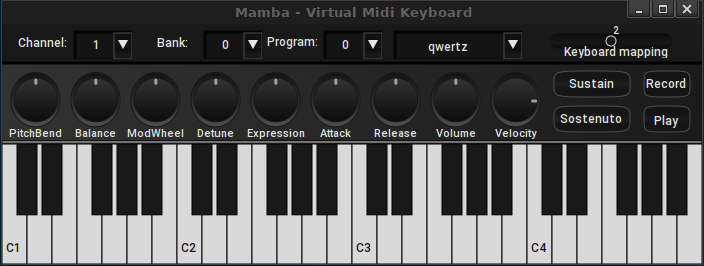 Mamba - Virtual Midi Keyboard
Channel: 1 Bank: 0 Program: 0 qwertz 2
Keyboard mapping
PitchBend Balance ModWheel Detune Expression Attack Release Volume Velocity
Sustain Record
Sostenuto Play
C1 C2 C3 C4